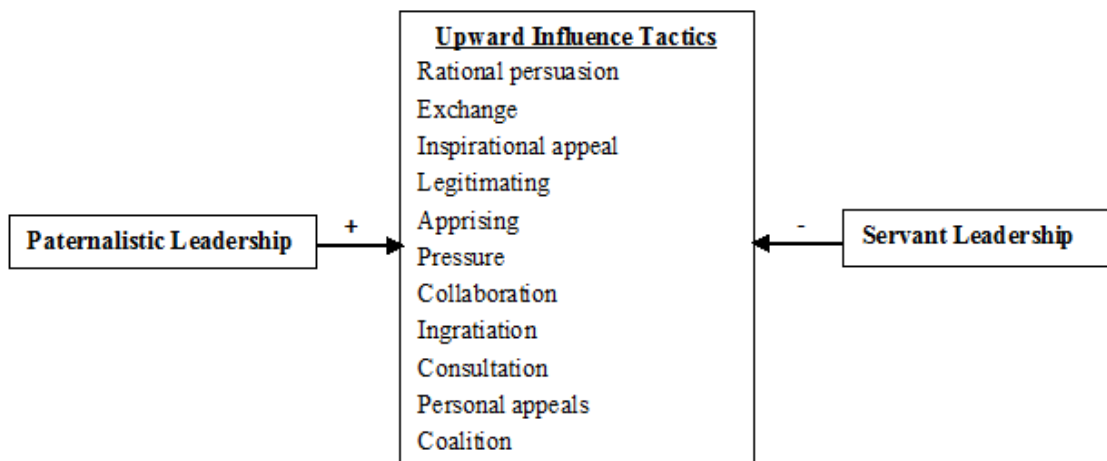 Upward Influence Tactics
Rational persuasion
Exchange
Inspirational appeal
Legitimating
Apprising
Pressure
Collaboration
Ingratiation
Consultation
Personal appeals
Coalition
Paternalistic Leadership
+
-
Servant Leadership